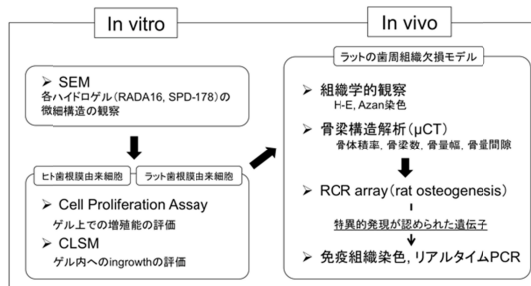 In vitro
SEM
各ハイドロゲル(RADA16, SPD-178)の
微細構造の観察
ヒト歯根膜由来細胞
ラット歯根膜由来細胞
Cell Proliferation Assay
ゲル上での増殖能の評価
CLSM
ゲル内へのingrowthの評価
In vivo
ラットの歯周組織欠損モデル
組織学的観察
H-E, Azan染色
骨梁構造解析(μCT)
骨体積率, 骨梁数, 骨量幅, 骨量間隙
RCR array(rat osteogenesis)
特異的発現が認められた遺伝子
免疫組織染色, リアルタイムPCR